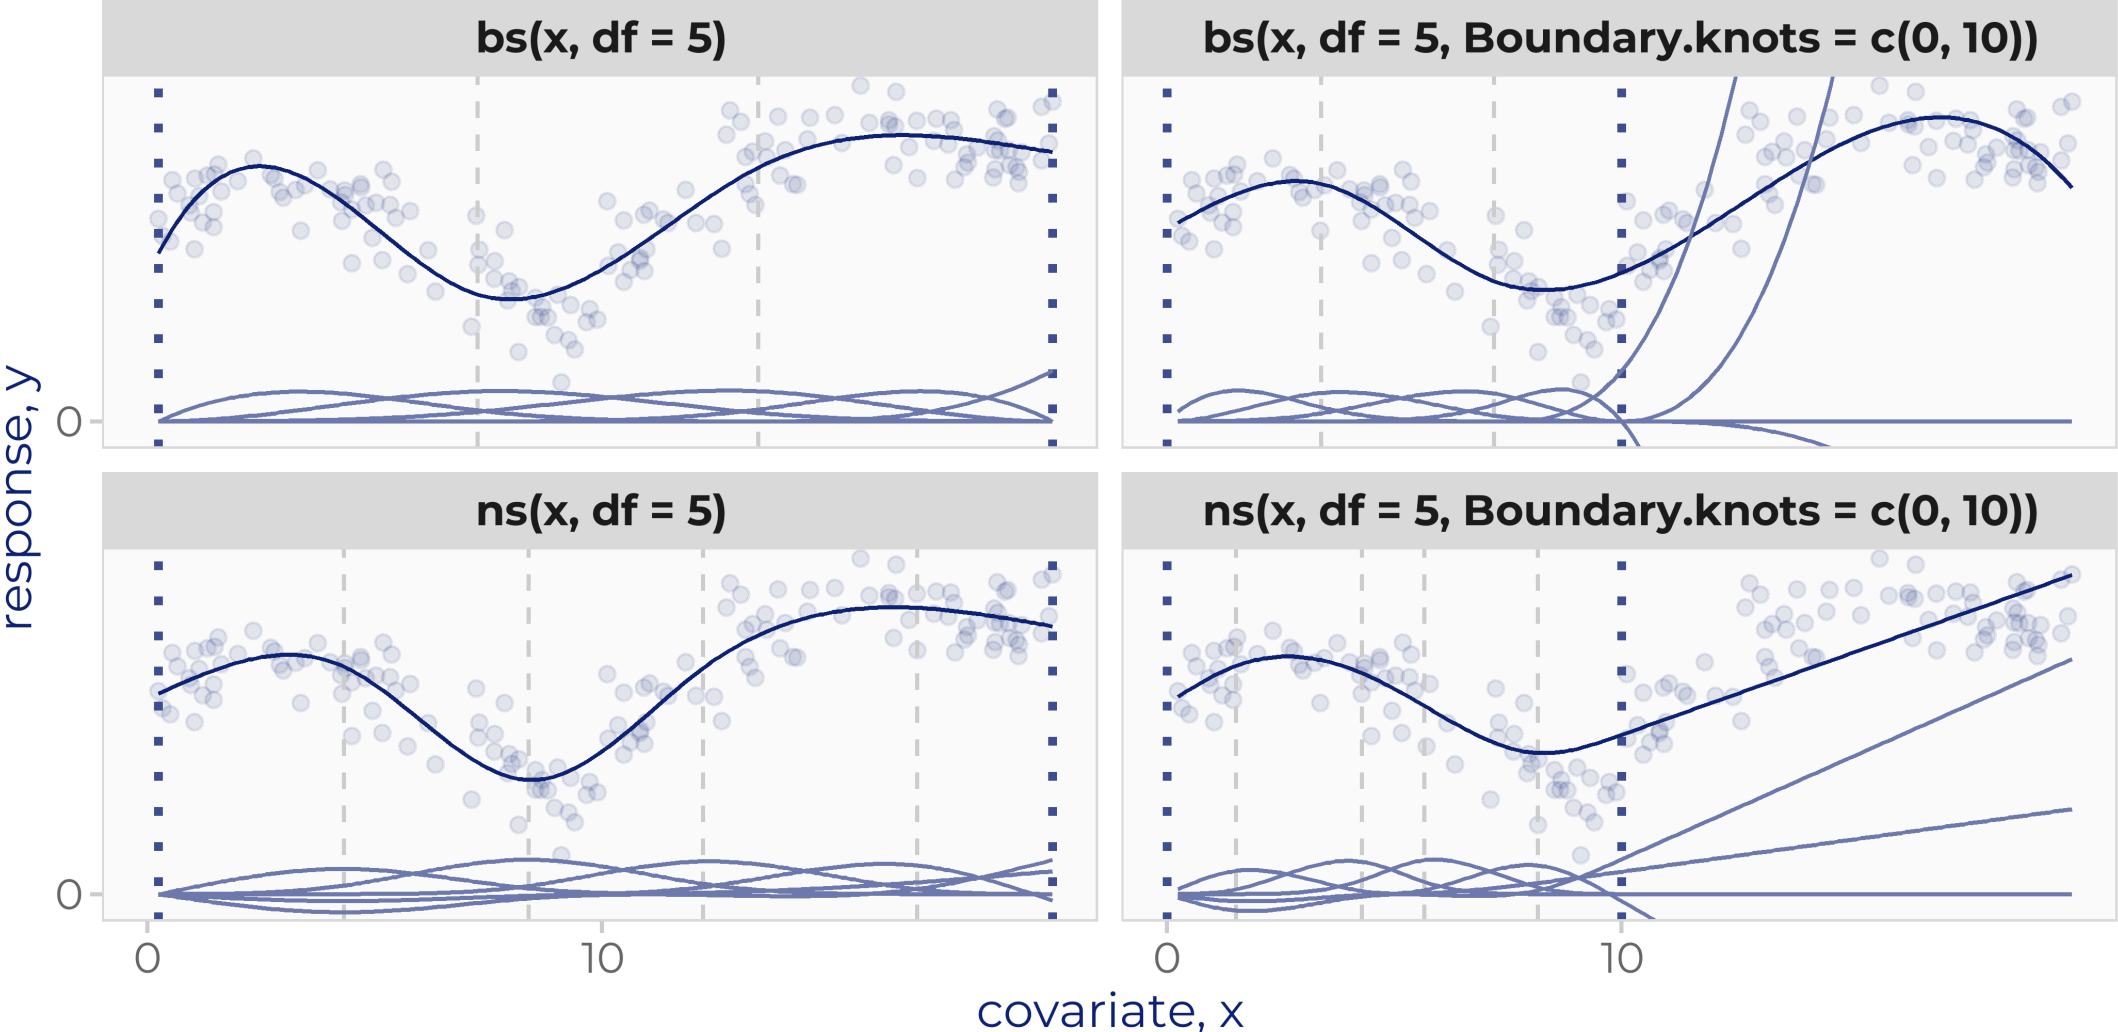 bs(x, df = 5)
bs(x, df = 5, Boundary.knots = c(0, 10))
0
ns(x, df = 5)
ns(x, df = 5, Boundary.knots = c(0, 10))
0
response, y
0
10
0
10
covariate, x